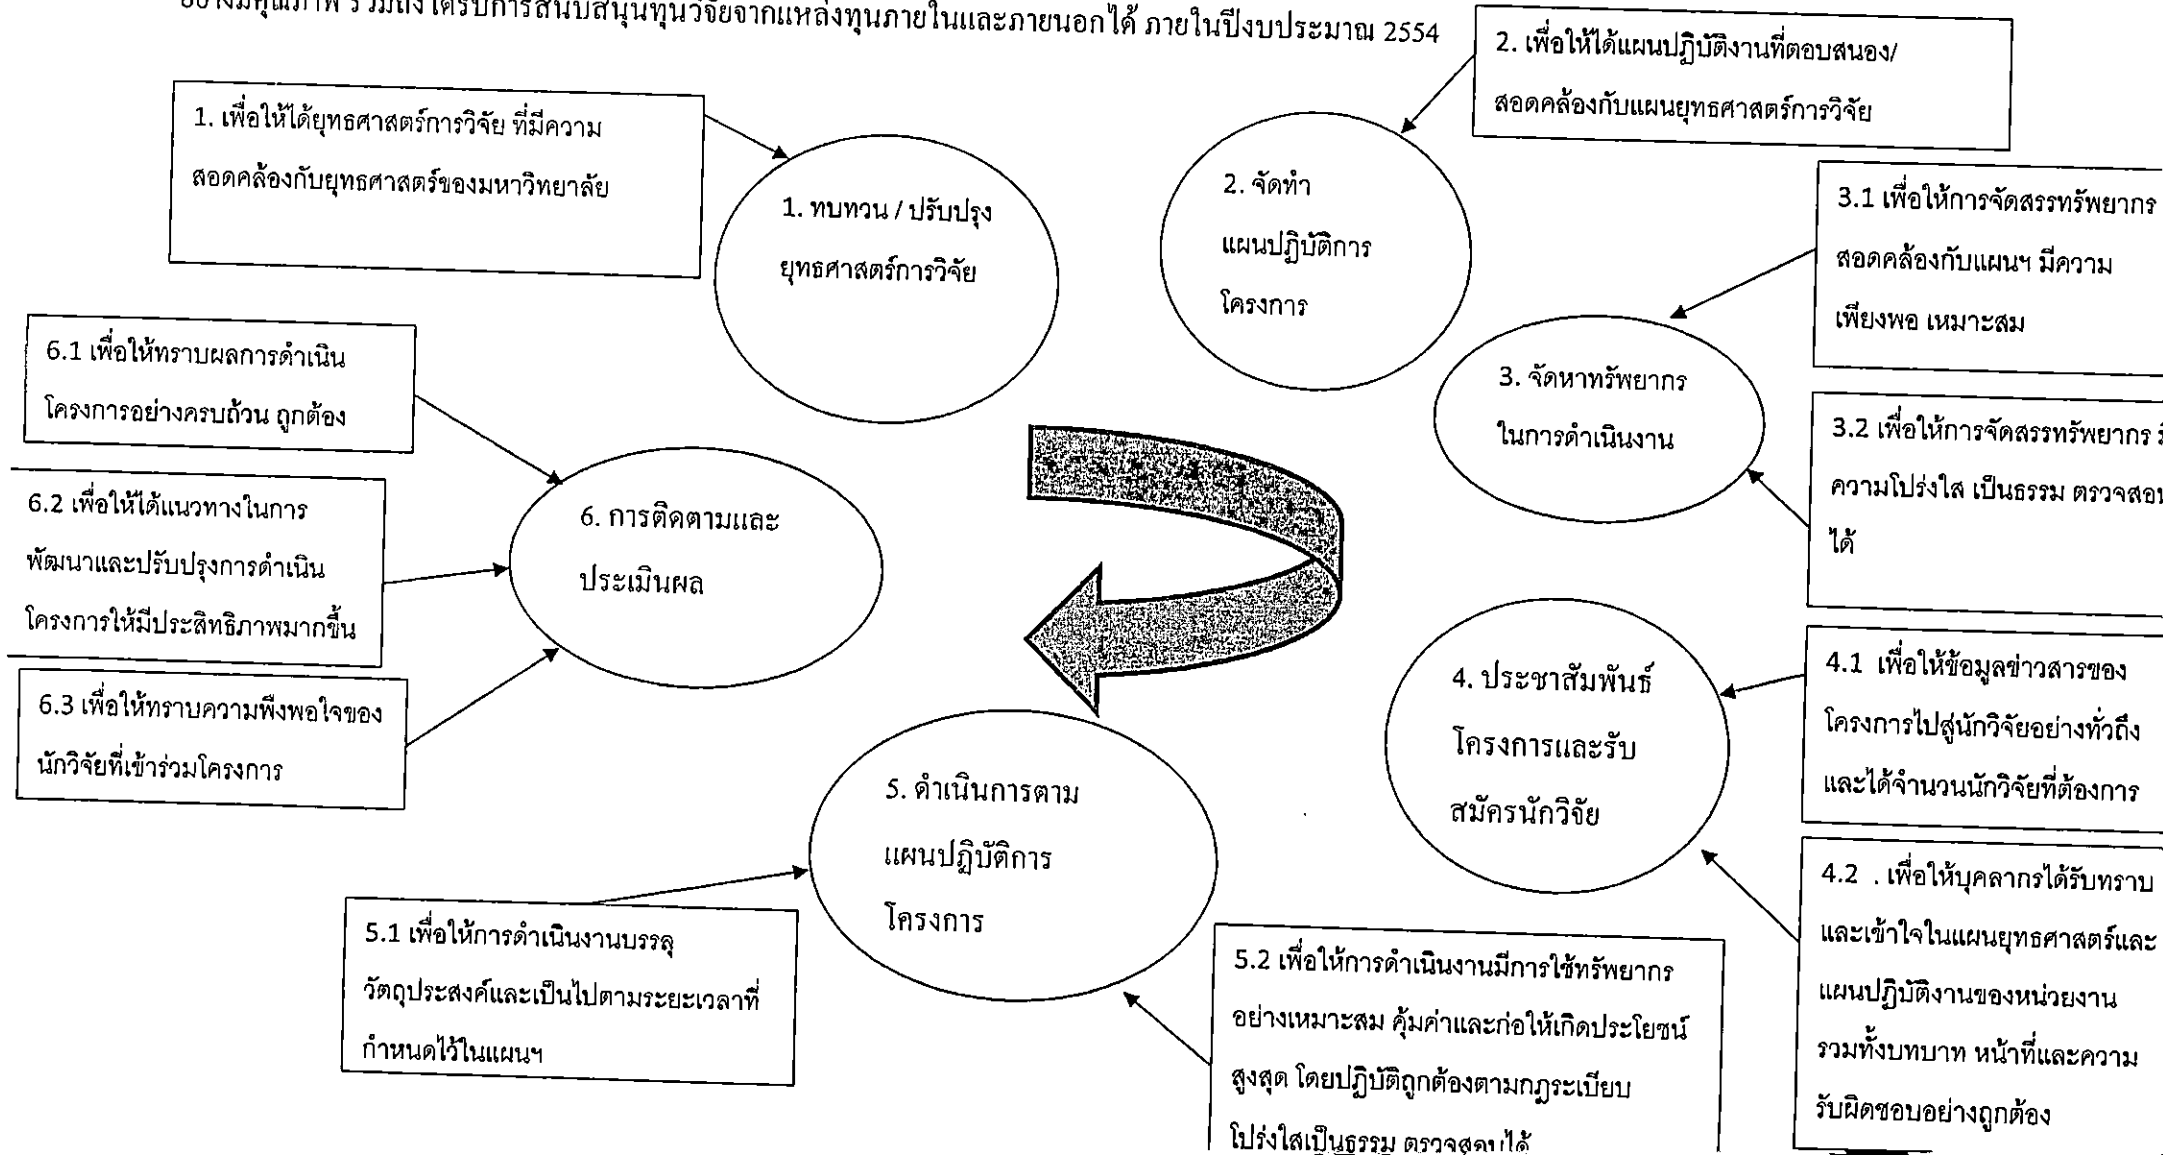 อย่างมีคุณภาพ รวมถึงได้รับการสนับสนุนทุนวิจัยจากแหล่งทุนภายในและภายนอกได้ ภายในปีงบประมาณ 2554
1. เพื่อให้ได้ยุทธศาสตร์การวิจัย ที่มีความ
สอดคล้องกับยุทธศาสตร์ของมหาวิทยาลัย
1. ทบทวน / ปรับปรุง
ยุทธศาสตร์การวิจัย
2. เพื่อให้ได้แผนปฏิบัติงานที่ตอบสนอง/
สอดคล้องกับแผนยุทธศาสตร์การวิจัย
2. จัดทำ
แผนปฏิบัติการ
โครงการ
3.1 เพื่อให้การจัดสรรทรัพยากร
สอดคล้องกับแผนฯ มีความ
เพียงพอ เหมาะสม
3. จัดหาทรัพยากร
ในการดำเนินงาน
3.2 เพื่อให้การจัดสรรทรัพยากร
ความโปร่งใส เป็นธรรม ตรวจสอบ
ได้
4. ประชาสัมพันธ์
โครงการและรับ
สมัครนักวิจัย
4.1 เพื่อให้ข้อมูลข่าวสารของ
โครงการไปสู่นักวิจัยอย่างทั่วถึง
และได้จำนวนนักวิจัยที่ต้องการ
4.2 . เพื่อให้บุคลากรได้รับทราบ
และเข้าใจในแผนยุทธศาสตร์และ
แผนปฏิบัติงานของหน่วยงาน
รวมทั้งบทบาท หน้าที่และความ
รับผิดชอบอย่างถูกต้อง
5. ดำเนินการตาม
แผนปฏิบัติการ
โครงการ
5.1 เพื่อให้การดำเนินงานบรรลุ
วัตถุประสงค์และเป็นไปตามระยะเวลาที่
กำหนดไว้ในแผนฯ
5.2 เพื่อให้การดำเนินงานมีการใช้ทรัพยากร
อย่างเหมาะสม คุ้มค่าและก่อให้เกิดประโยชน์
สูงสุด โดยปฏิบัติถูกต้องตามกฎระเบียบ
โปร่งใสเป็นธรรม ตรวจสอบได้
6. การติดตามและ
ประเมินผล
6.1 เพื่อให้ทราบผลการดำเนิน
โครงการอย่างครบถ้วน ถูกต้อง
6.2 เพื่อให้ได้แนวทางในการ
พัฒนาและปรับปรุงการดำเนิน
โครงการให้มีประสิทธิภาพมากขึ้น
6.3 เพื่อให้ทราบความพึงพอใจของ
นักวิจัยที่เข้าร่วมโครงการ